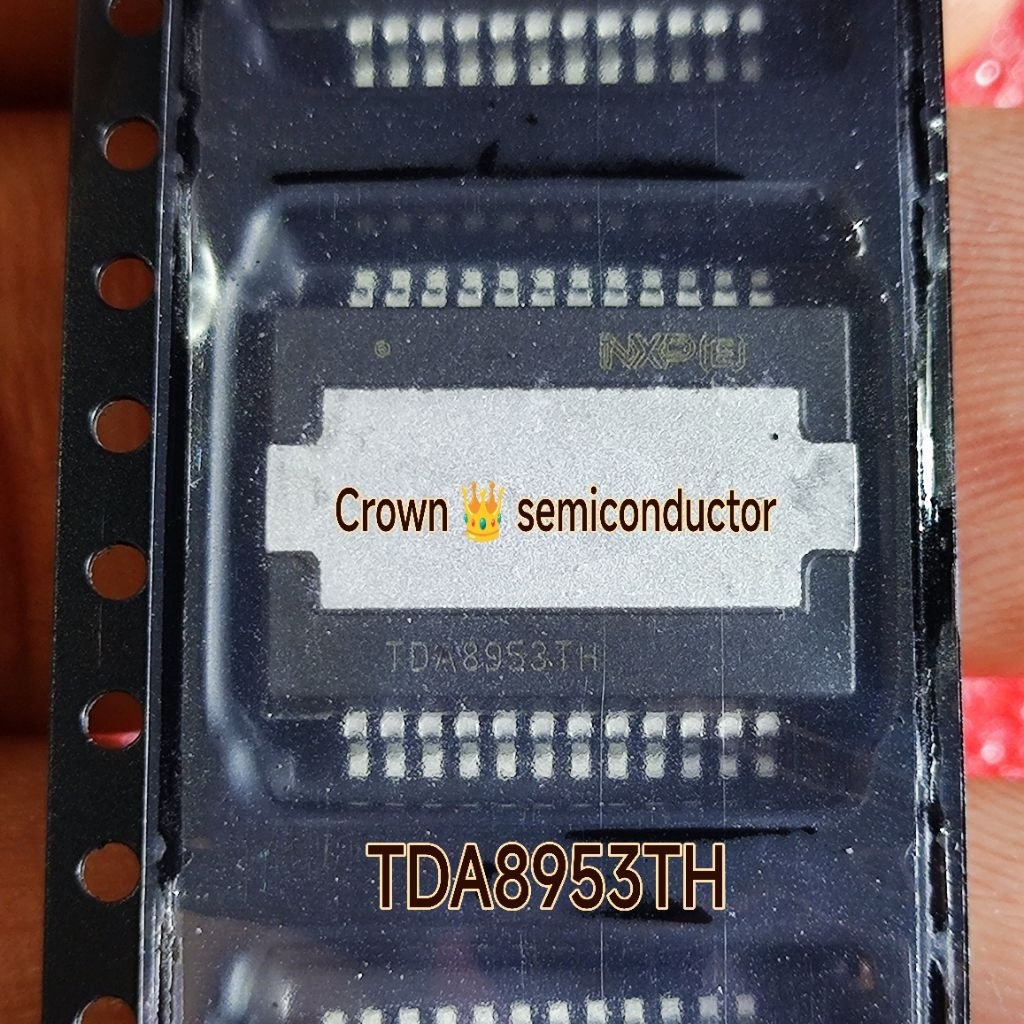 NXP
Crown 👑 semiconductor
TDA8953TH
TDA8953TH